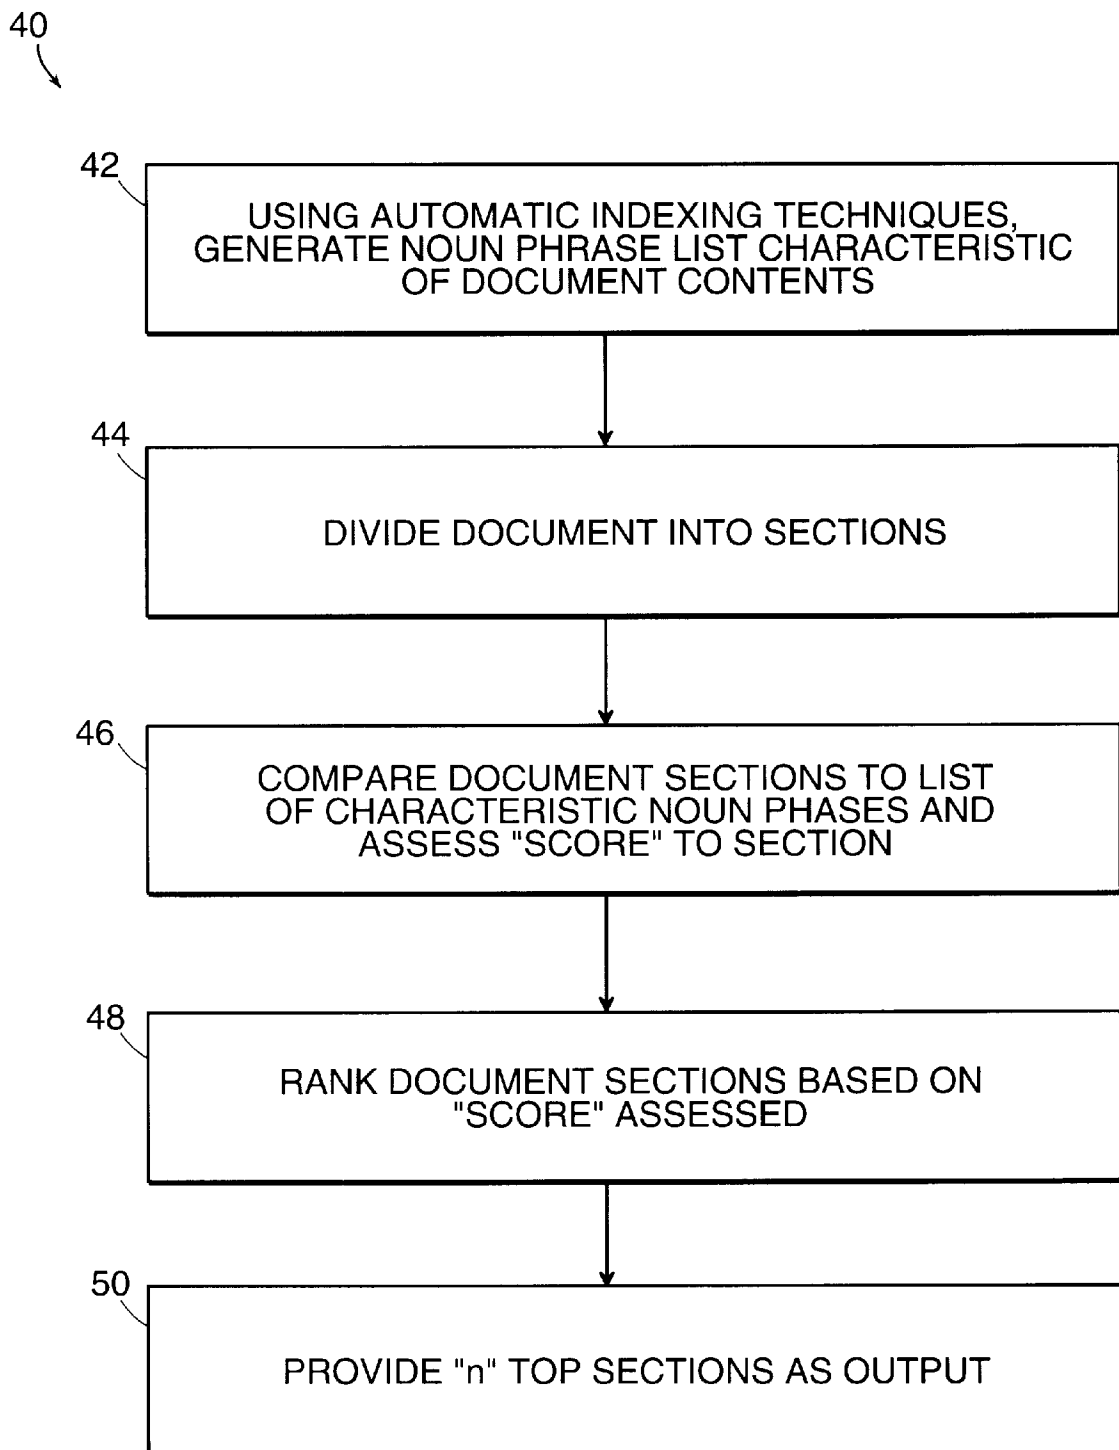 40
42
USING AUTOMATIC INDEXING TECHNIQUES,
GENERATE NOUN PHRASE LIST CHARACTERISTIC
OF DOCUMENT CONTENTS
44
DIVIDE DOCUMENT INTO SECTIONS
46
COMPARE DOCUMENT SECTIONS TO LIST
OF CHARACTERISTIC NOUN PHASES AND
ASSESS "SCORE" TO SECTION
48
RANK DOCUMENT SECTIONS BASED ON
"SCORE" ASSESSED
50
PROVIDE "n" TOP SECTIONS AS OUTPUT